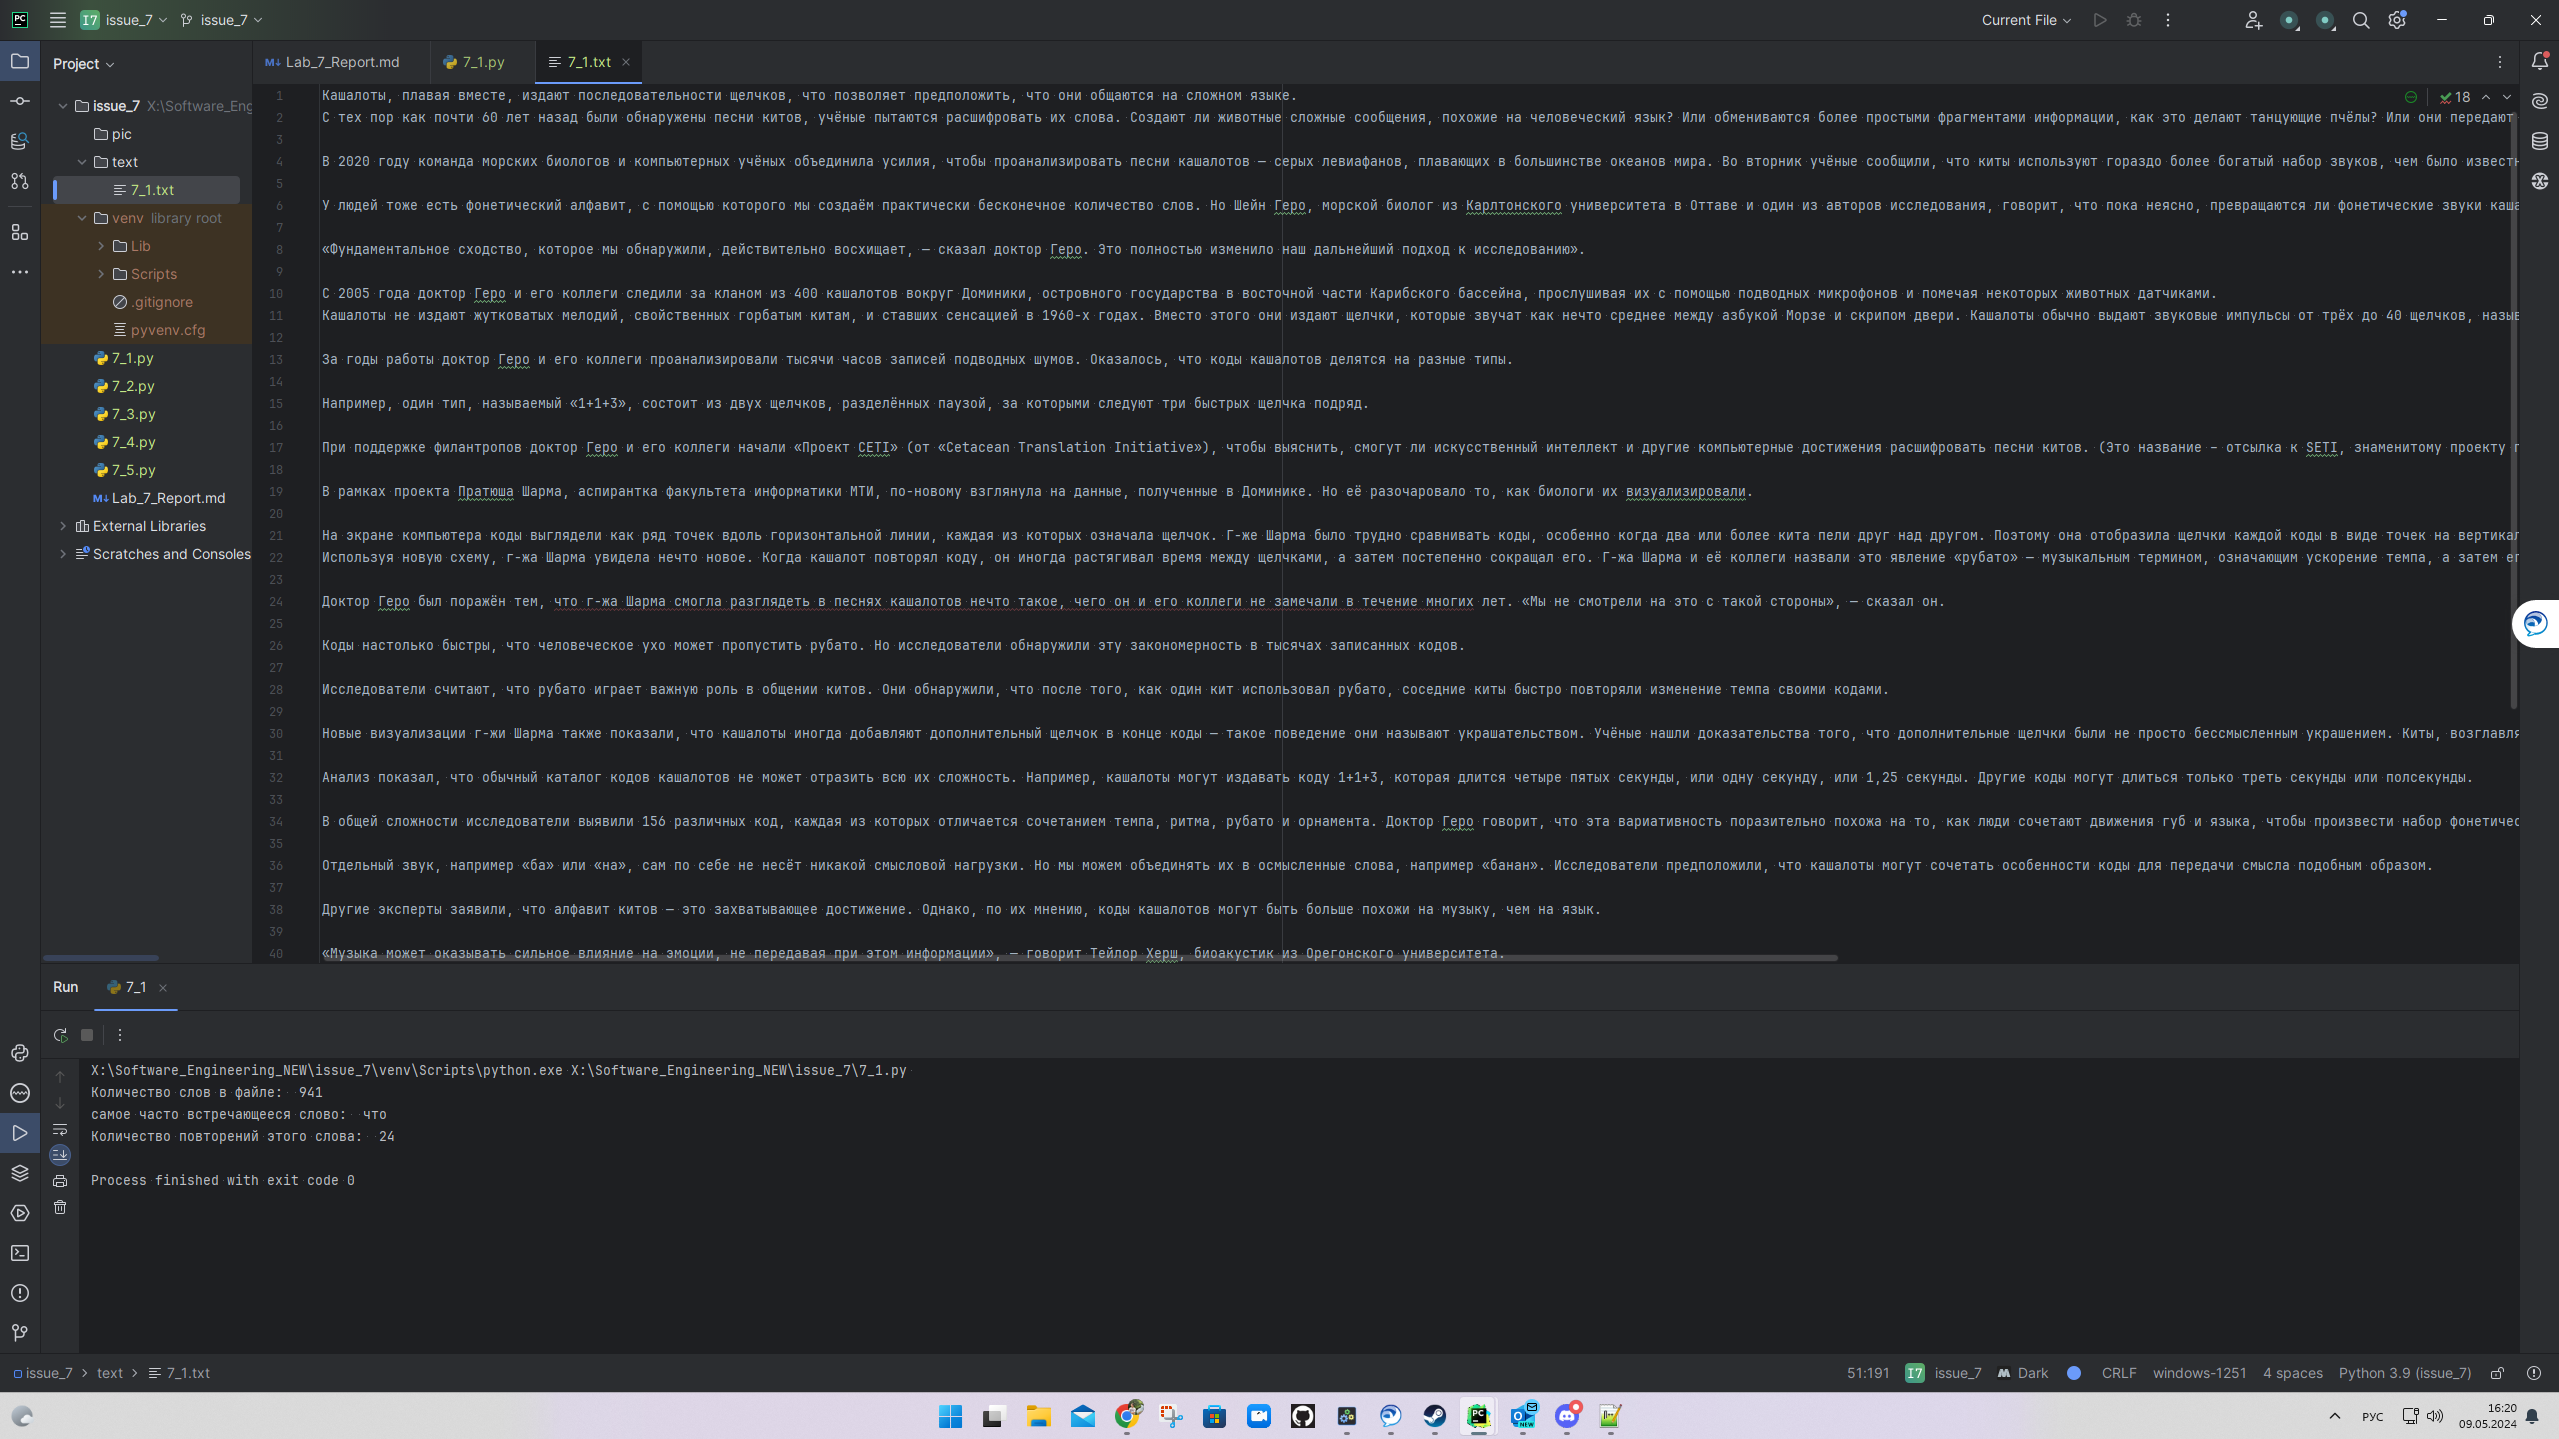 I7 issue_7 issue_7 Current File
Project
Lab_7_Report.md 7_1.py 7_1.txt
issue_7 X:\Software_Eng
pic
text
7_1.txt
venv library root
Lib
Scripts
.gitignore
pyvenv.cfg
7_1.py
7_2.py
7_3.py
7_4.py
7_5.py
Lab_7_Report.md
External Libraries
Scratches and Consoles
18
1 Кашалоты, плавая вместе, издают последовательности щелчков, что позволяет предположить, что они общаются на сложном языке.
2 С тех пор как почти 60 лет назад были обнаружены песни китов, учёные пытаются расшифровать их слова. Создают ли животные сложные сообщения, похожие на человеческий язык? Или обмениваются более простыми фрагментами информации, как это делают танцующие пчёлы? Или они передают
3
4 В 2020 году команда морских биологов и компьютерных учёных объединила усилия, чтобы проанализировать песни кашалотов — серых левиафанов, плавающих в большинстве океанов мира. Во вторник учёные сообщили, что киты используют гораздо более богатый набор звуков, чем было известн
5
6 У людей тоже есть фонетический алфавит, с помощью которого мы создаём практически бесконечное количество слов. Но Шейн Геро, морской биолог из Карлтонского университета в Оттаве и один из авторов исследования, говорит, что пока неясно, превращаются ли фонетические звуки каша
7
8 «Фундаментальное сходство, которое мы обнаружили, действительно восхищает, — сказал доктор Геро. Это полностью изменило наш дальнейший подход к исследованию».
9
10 С 2005 года доктор Геро и его коллеги следили за кланом из 400 кашалотов вокруг Доминики, островного государства в восточной части Карибского бассейна, прослушивая их с помощью подводных микрофонов и помечая некоторых животных датчиками.
11 Кашалоты не издают жутковатых мелодий, свойственных горбатым китам, и ставших сенсацией в 1960-х годах. Вместо этого они издают щелчки, которые звучат как нечто среднее между азбукой Морзе и скрипом двери. Кашалоты обычно выдают звуковые импульсы от трёх до 40 щелчков, назыв
12
13 За годы работы доктор Геро и его коллеги проанализировали тысячи часов записей подводных шумов. Оказалось, что коды кашалотов делятся на разные типы.
14
15 Например, один тип, называемый «1+1+3», состоит из двух щелчков, разделённых паузой, за которыми следуют три быстрых щелчка подряд.
16
17 При поддержке филантропов доктор Геро и его коллеги начали «Проект CETI» (от «Cetacean Translation Initiative»), чтобы выяснить, смогут ли искусственный интеллект и другие компьютерные достижения расшифровать песни китов. (Это название – отсылка к SETI, знаменитому проекту п
18
19 В рамках проекта Пратюша Шарма, аспирантка факультета информатики МТИ, по-новому взглянула на данные, полученные в Доминике. Но её разочаровало то, как биологи их визуализировали.
20
21 На экране компьютера коды выглядели как ряд точек вдоль горизонтальной линии, каждая из которых означала щелчок. Г-же Шарма было трудно сравнивать коды, особенно когда два или более кита пели друг над другом. Поэтому она отобразила щелчки каждой коды в виде точек на вертикал
22 Используя новую схему, г-жа Шарма увидела нечто новое. Когда кашалот повторял коду, он иногда растягивал время между щелчками, а затем постепенно сокращал его. Г-жа Шарма и её коллеги назвали это явление «рубато» — музыкальным термином, означающим ускорение темпа, а затем ег
23
24 Доктор Геро был поражён тем, что г-жа Шарма смогла разглядеть в песнях кашалотов нечто такое, чего он и его коллеги не замечали в течение многих лет. «Мы не смотрели на это с такой стороны», — сказал он.
25
26 Коды настолько быстры, что человеческое ухо может пропустить рубато. Но исследователи обнаружили эту закономерность в тысячах записанных кодов.
27
28 Исследователи считают, что рубато играет важную роль в общении китов. Они обнаружили, что после того, как один кит использовал рубато, соседние киты быстро повторяли изменение темпа своими кодами.
29
30 Новые визуализации г-жи Шарма также показали, что кашалоты иногда добавляют дополнительный щелчок в конце коды — такое поведение они называют украшательством. Учёные нашли доказательства того, что дополнительные щелчки были не просто бессмысленным украшением. Киты, возглавля
31
32 Анализ показал, что обычный каталог кодов кашалотов не может отразить всю их сложность. Например, кашалоты могут издавать коду 1+1+3, которая длится четыре пятых секунды, или одну секунду, или 1,25 секунды. Другие коды могут длиться только треть секунды или полсекунды.
33
34 В общей сложности исследователи выявили 156 различных код, каждая из которых отличается сочетанием темпа, ритма, рубато и орнамента. Доктор Геро говорит, что эта вариативность поразительно похожа на то, как люди сочетают движения губ и языка, чтобы произвести набор фонетичес
35
36 Отдельный звук, например «ба» или «на», сам по себе не несёт никакой смысловой нагрузки. Но мы можем объединять их в осмысленные слова, например «банан». Исследователи предположили, что кашалоты могут сочетать особенности коды для передачи смысла подобным образом.
37
38 Другие эксперты заявили, что алфавит китов — это захватывающее достижение. Однако, по их мнению, коды кашалотов могут быть больше похожи на музыку, чем на язык.
39
40 «Музыка может оказывать сильное влияние на эмоции, не передавая при этом информации», — говорит Тейлор Херш, биоакустик из Орегонского университета.
Run 7_1
X:\Software_Engineering_NEW\issue_7\venv\Scripts\python.exe X:\Software_Engineering_NEW\issue_7\7_1.py
Количество слов в файле:  941
самое часто встречающееся слово:  что
Количество повторений этого слова:  24
Process finished with exit code 0
issue_7 > text > 7_1.txt 51:191 I7 issue_7 Dark CRLF windows-1251 4 spaces Python 3.9 (issue_7)
РУС 16:20
09.05.2024